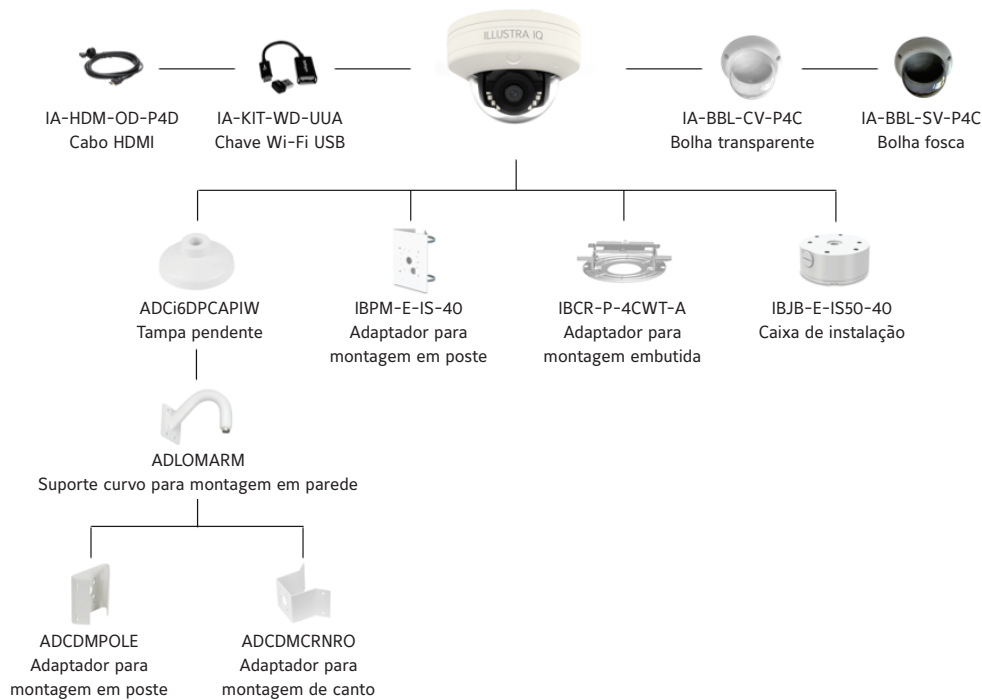 ILLUSTRA IQ
IA-HDM-OD-P4D
Cabo HDMI
IA-KIT-WD-UUA
Chave Wi-Fi USB
IA-BBL-CV-P4C
Bolha transparente
IA-BBL-SV-P4C
Bolha fosca
ADCi6DPCAPIW
Tampa pendente
IBPM-E-IS-40
Adaptador para
montagem em poste
IBCR-P-4CWT-A
Adaptador para
montagem embutida
IBJB-E-IS50-40
Caixa de instalação
ADLOMARM
Suporte curvo para montagem em parede
ADCDMPOLE
Adaptador para
montagem em poste
ADCDMCRNRO
Adaptador para
montagem de canto